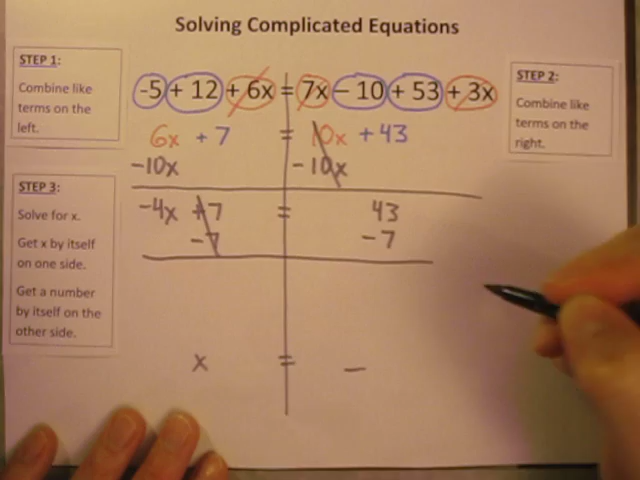 Solving Complicated Equations
STEP 1:
Combine like
terms on the
left.
-5 + 12 + 6x = 7x - 10 + 53 + 3x
STEP 2:
Combine like
terms on the
right.
6x + 7 = 10x + 43
-10x - 10x
STEP 3:
Solve for x.
Get x by itself
on one side.
Get a number
by itself on the
other side.
-4x +7 = 43
-7 -7
x = _